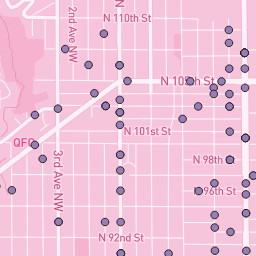 N 110th St
2nd Ave NW
N
N 105th St
N 101st St
QFC
N 98th St
3rd Ave NW
N 96th St
N 92nd St